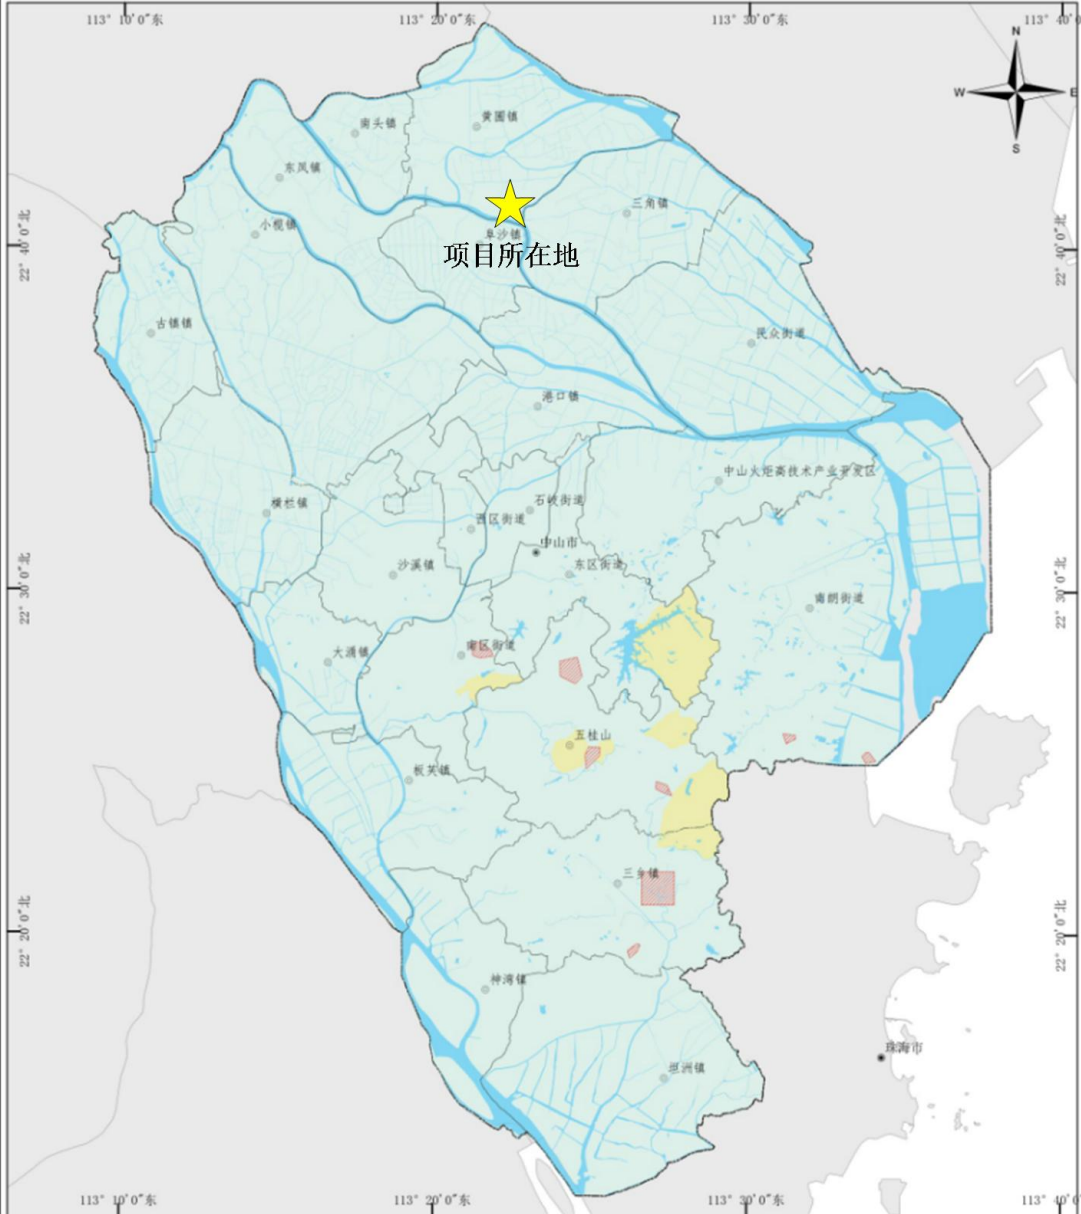 113° 10'0"东
113° 20'0"东
113° 30'0"东
113° 40'0
N
W
E
S
南头镇
黄圃镇
东凤镇
小榄镇
三角镇
阜沙镇
项目所在地
22° 40'0"北
22° 40'0"北
古镇镇
民众街道
港口镇
中山火炬高技术产业开发区
横栏镇
石岐街道
西区街道
中山市
沙溪镇
东区街道
22° 30'0"北
22° 30'0"北
南朗街道
大涌镇
南区街道
五桂山
板芙镇
三乡镇
22° 20'0"北
22° 20'0"北
神湾镇
珠海市
坦洲镇
113° 10'0"东
113° 20'0"东
113° 30'0"东
113° 40'0